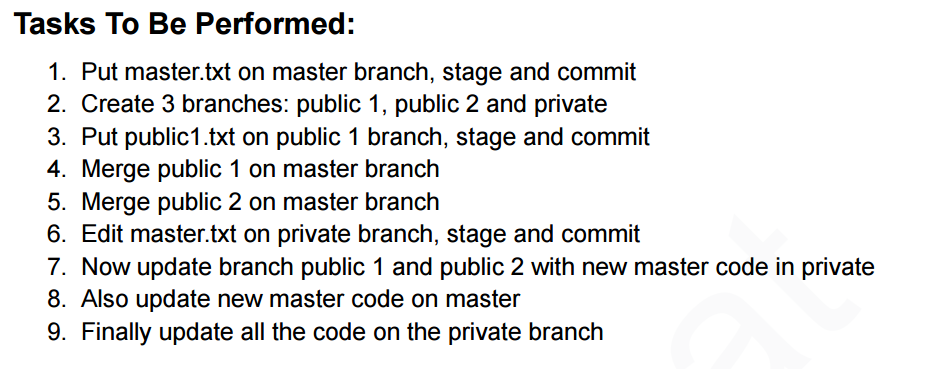 Tasks To Be Performed:
1. Put master.txt on master branch, stage and commit
2. Create 3 branches: public 1, public 2 and private
3. Put public1.txt on public 1 branch, stage and commit
4. Merge public 1 on master branch
5. Merge public 2 on master branch
6. Edit master.txt on private branch, stage and commit
7. Now update branch public 1 and public 2 with new master code in private
8. Also update new master code on master
9. Finally update all the code on the private branch